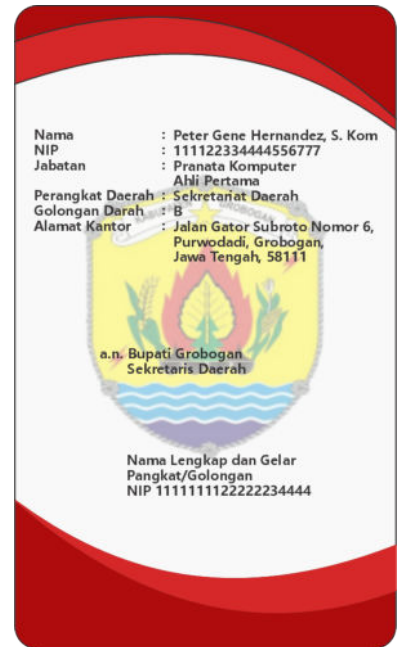 Nama : Peter Gene Hernandez, S. Kom
NIP : 111122334444556777
Jabatan : Pranata Komputer
Ahli Pertama
Perangkat Daerah : Sekretariat Daerah
Golongan Darah : B
Alamat Kantor : Jalan Gator Subroto Nomor 6,
Purwodadi, Grobogan,
Jawa Tengah, 58111
KABUPATEN GROBOGAN
a.n. Bupati Grobogan
Sekretaris Daerah
Nama Lengkap dan Gelar
Pangkat/Golongan
NIP 1111111122222234444